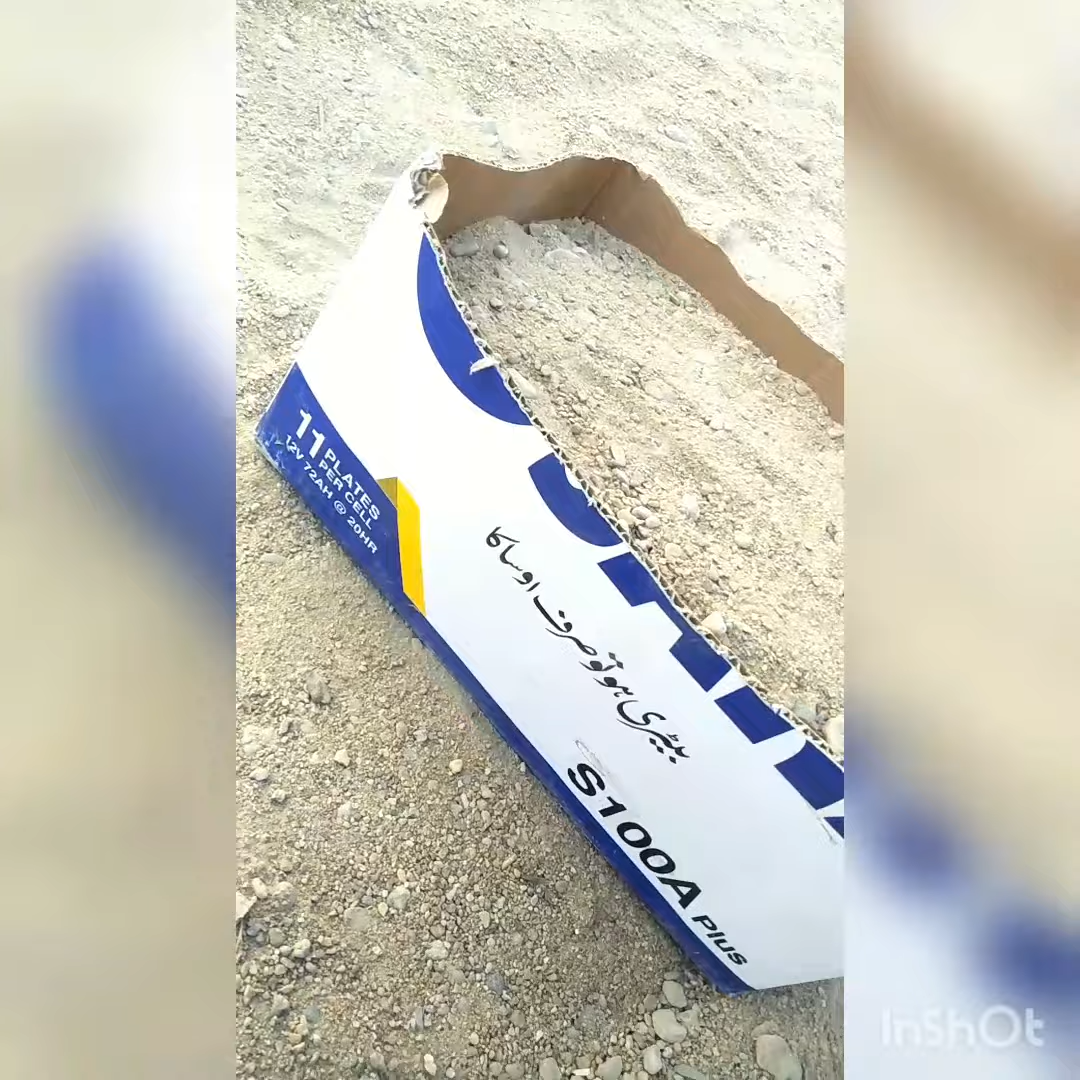 11 PLATES
PER CELL
12V 72AH @ 20HR
بیٹری ہو تو صرف اوساکا
S100A Plus
InShOt